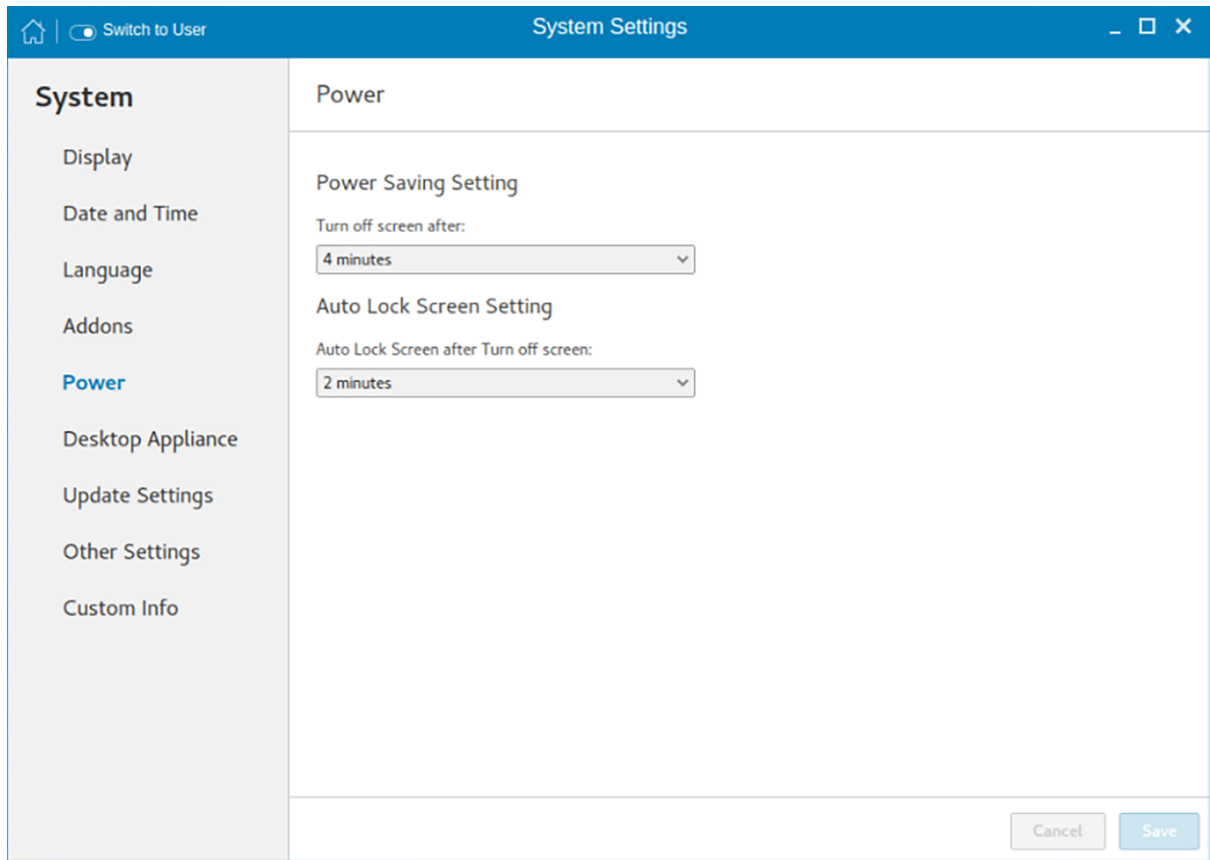 Switch to User
System Settings
System
Display
Date and Time
Language
Addons
Power
Desktop Appliance
Update Settings
Other Settings
Custom Info
Power
Power Saving Setting
Turn off screen after:
4 minutes
Auto Lock Screen Setting
Auto Lock Screen after Turn off screen:
2 minutes
Cancel
Save